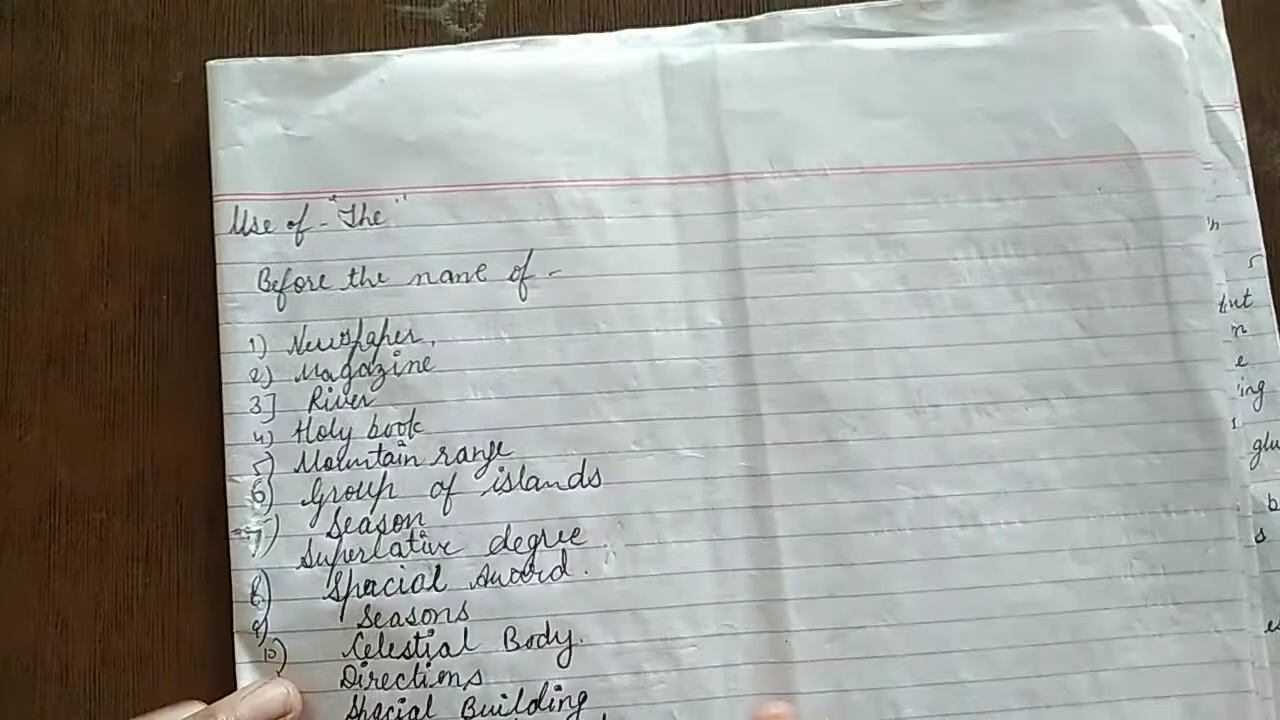 Use of - "The"
Before the name of -
1) Newspaper,
2) Magazine
3] River
4) Holy book
5) Mountain range
6) Group of islands
7) Season
Superlative degree
8) Spacial Award.
9) Seasons
10) Celestial Body.
Directions
Spacial Building